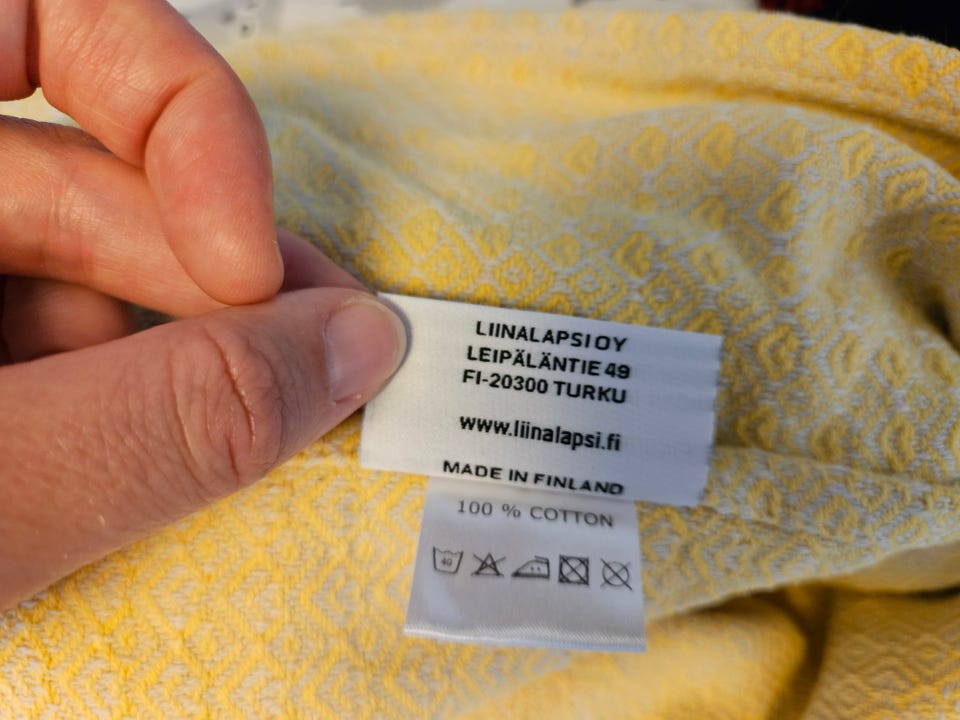 LIINALAPSI OY
LEIPÄLÄNTIE 49
FI-20300 TURKU
www.liinalapsi.fi
MADE IN FINLAND
100 % COTTON
40